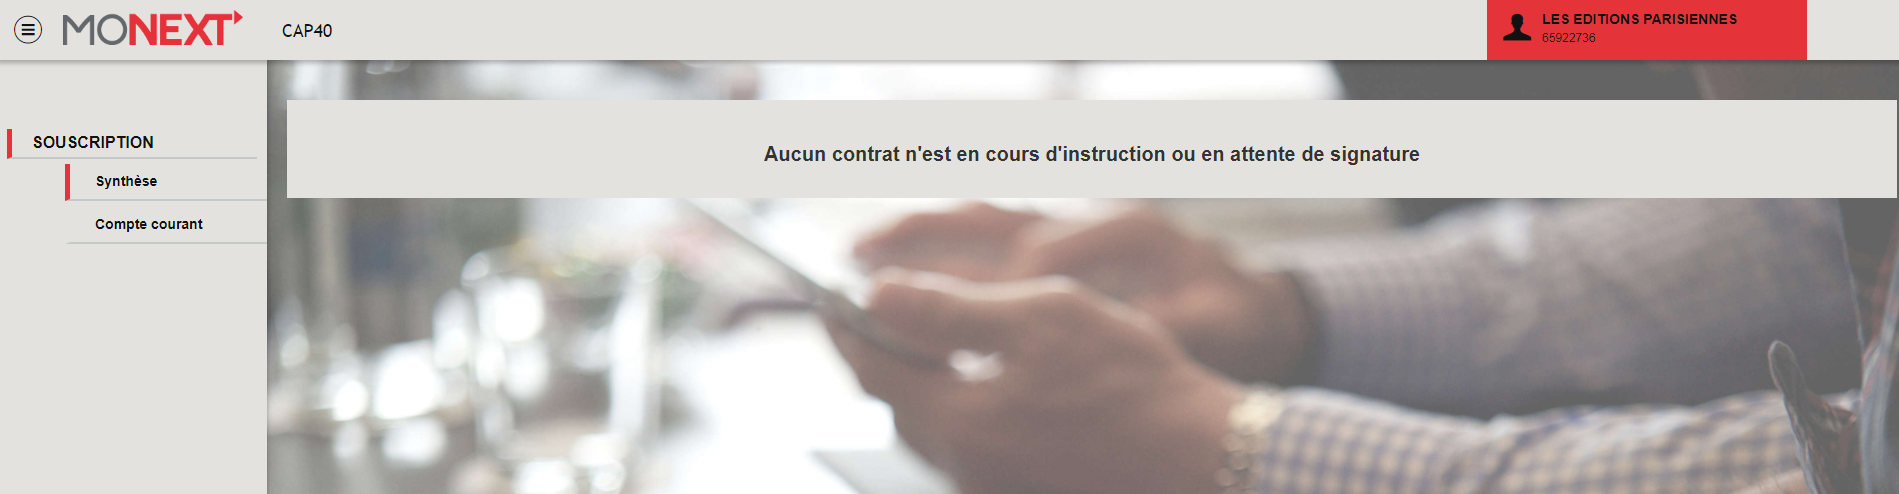 MONEXT
CAP40
LES EDITIONS PARISIENNES
65922736
SOUSCRIPTION
Synthèse
Compte courant
Aucun contrat n'est en cours d'instruction ou en attente de signature